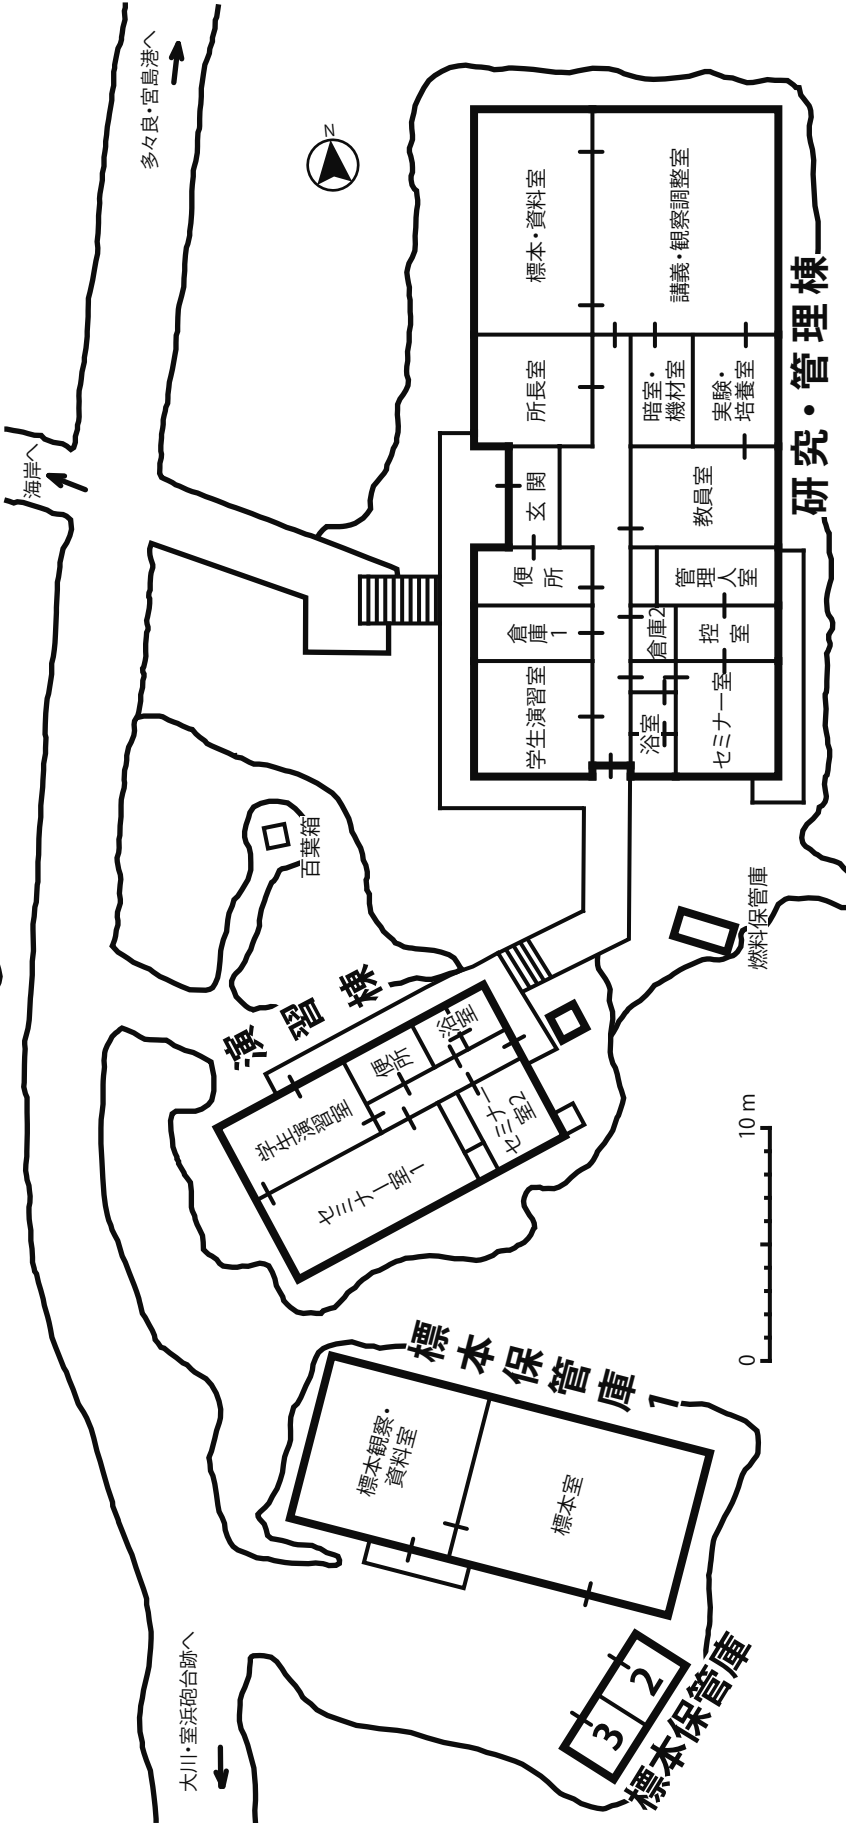 多々良・宮島港へ
海岸へ
N
標本・資料室
講義・観察調整室
研究・管理棟
所長室
暗室・
機材室
実験・
培養室
玄関
教員室
便所
管理人室
倉庫1
倉庫2
控室
学生演習室
浴室
セミナー室
百葉箱
燃料保管庫
演習棟
学生演習室
便所
浴室
セミナー室1
セミナー
室2
0
10 m
標本保管庫1
標本観察・
資料室
標本室
大川・室浜砲台跡へ
3
2
標本保管庫